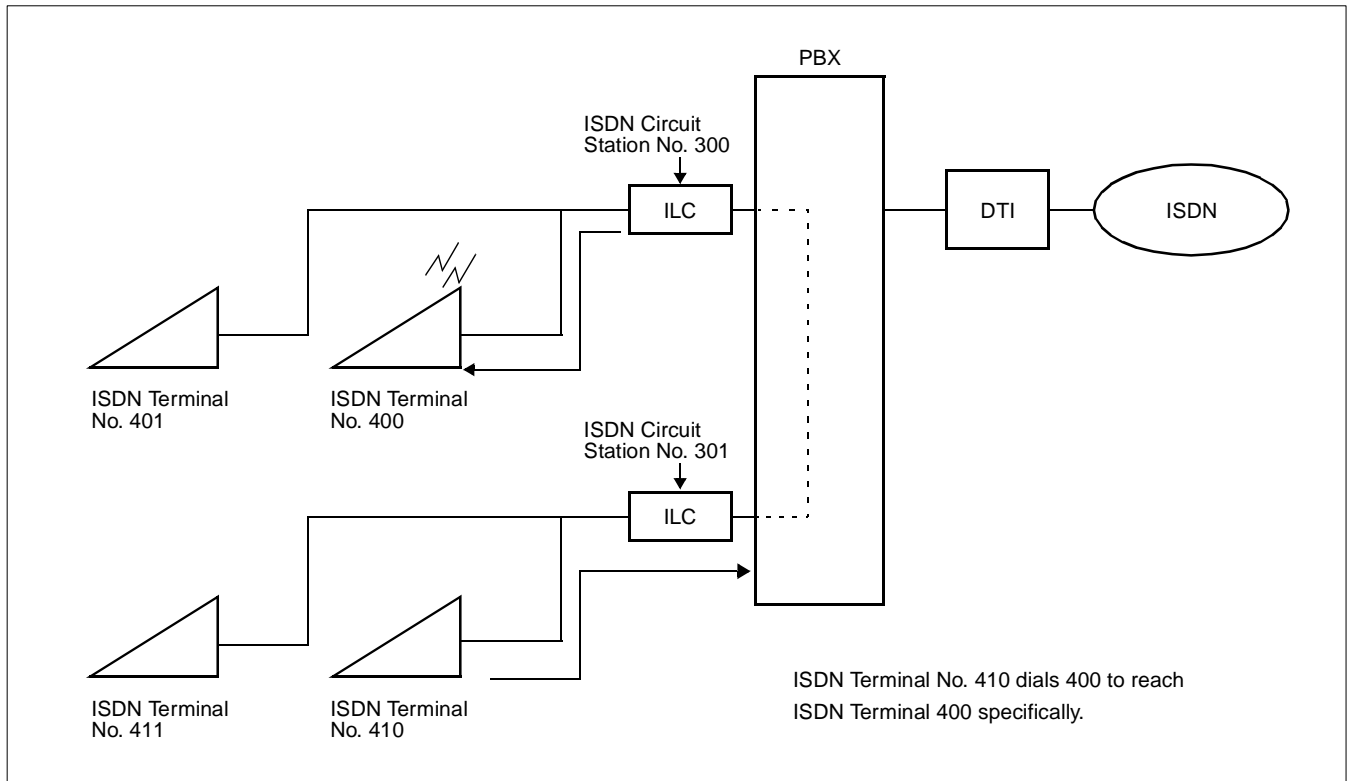 PBX
ISDN Circuit
Station No. 300
ILC
DTI
ISDN
ISDN Terminal
No. 401
ISDN Terminal
No. 400
ISDN Circuit
Station No. 301
ILC
ISDN Terminal
No. 411
ISDN Terminal
No. 410
ISDN Terminal No. 410 dials 400 to reach
ISDN Terminal 400 specifically.